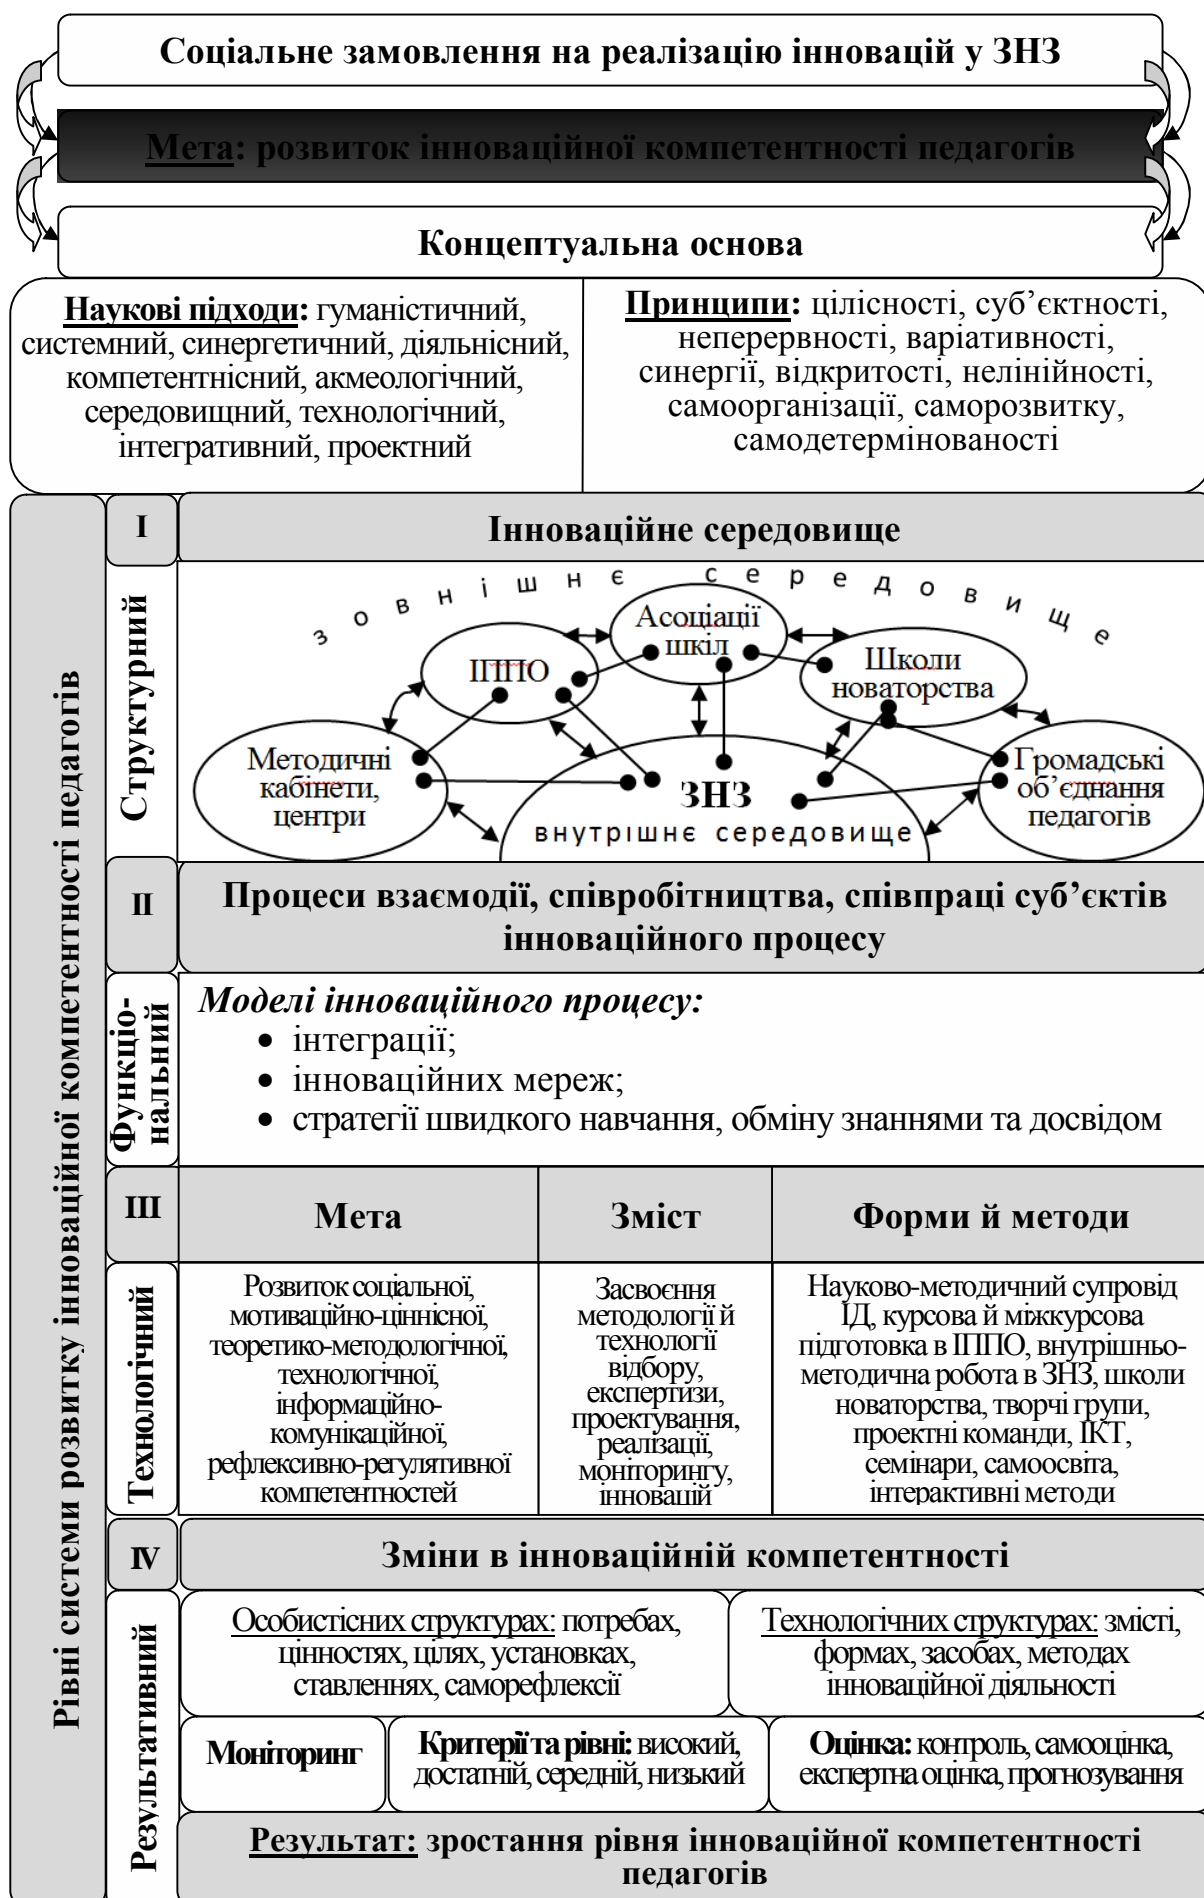 Соціальне замовлення на реалізацію інновацій у ЗНЗ
Мета: розвиток інноваційної компетентності педагогів
Концептуальна основа
Наукові підходи: гуманістичний,
системний, синергетичний, діяльнісний,
компетентнісний, акмеологічний,
середовищний, технологічний,
інтегративний, проектний
Принципи: цілісності, суб’єктності,
неперервності, варіативності,
синергії, відкритості, нелінійності,
самоорганізації, саморозвитку,
самодетермінованості
Рівні системи розвитку інноваційної компетентності педагогів
I
Інноваційне середовище
Структурний
зовнішнє середовище
Асоціації
шкіл
ІППО
Школи
новаторства
Методичні
кабінети,
центри
ЗНЗ
внутрішнє середовище
Громадські
об’єднання
педагогів
II
Процеси взаємодії, співробітництва, співпраці суб’єктів
інноваційного процесу
Функціо-
нальний
Моделі інноваційного процесу:
• інтеграції;
• інноваційних мереж;
• стратегії швидкого навчання, обміну знаннями та досвідом
III
Мета
Зміст
Форми й методи
Технологічний
Розвиток соціальної,
мотиваційно-ціннісної,
теоретико-методологічної,
технологічної,
інформаційно-
комунікаційної,
рефлексивно-регулятивної
компетентностей
Засвоєння
методології й
технології
відбору,
експертизи,
проектування,
реалізації,
моніторингу,
інновацій
Науково-методичний супровід
ІД, курсова й міжкурсова
підготовка в ІППО, внутрішньо-
методична робота в ЗНЗ, школи
новаторства, творчі групи,
проектні команди, ІКТ,
семінари, самоосвіта,
інтерактивні методи
IV
Зміни в інноваційній компетентності
Результативний
Особистісних структурах: потребах,
цінностях, цілях, установках,
ставленнях, саморефлексії
Технологічних структурах: змісті,
формах, засобах, методах
інноваційної діяльності
Моніторинг
Критерії та рівні: високий,
достатній, середній, низький
Оцінка: контроль, самооцінка,
експертна оцінка, прогнозування
Результат: зростання рівня інноваційної компетентності
педагогів